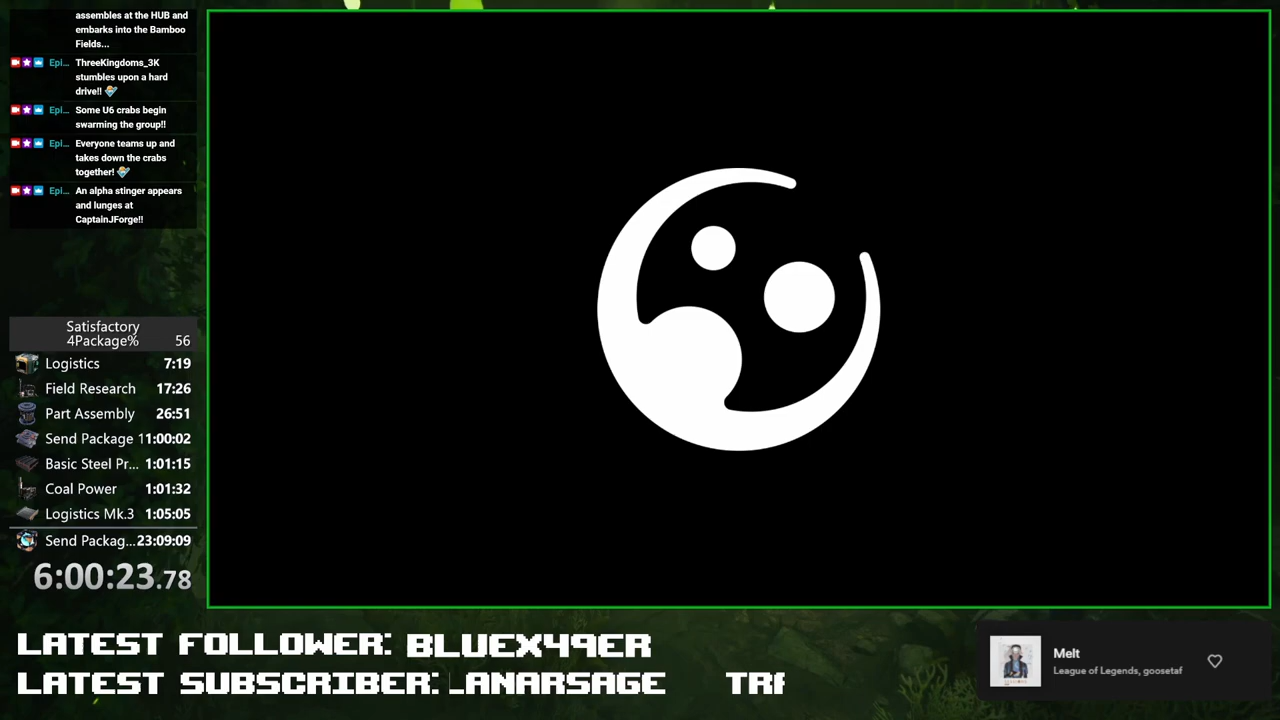 assembles at the HUB and
embarks into the Bamboo
Fields...
Epi... ThreeKingdoms_3K
stumbles upon a hard
drive!!
Epi... Some U6 crabs begin
swarming the group!!
Epi... Everyone teams up and
takes down the crabs
together!
Epi... An alpha stinger appears
and lunges at
CaptainJForge!!
Satisfactory
4Package% 56
Logistics 7:19
Field Research 17:26
Part Assembly 26:51
Send Package 1 1:00:02
Basic Steel Pr... 1:01:15
Coal Power 1:01:32
Logistics Mk.3 1:05:05
Send Packag... 23:09:09
6:00:23.78
LATEST FOLLOWER: BLUEX49ER
LATEST SUBSCRIBER: LANARSAGE
Melt
League of Legends, goosetaf